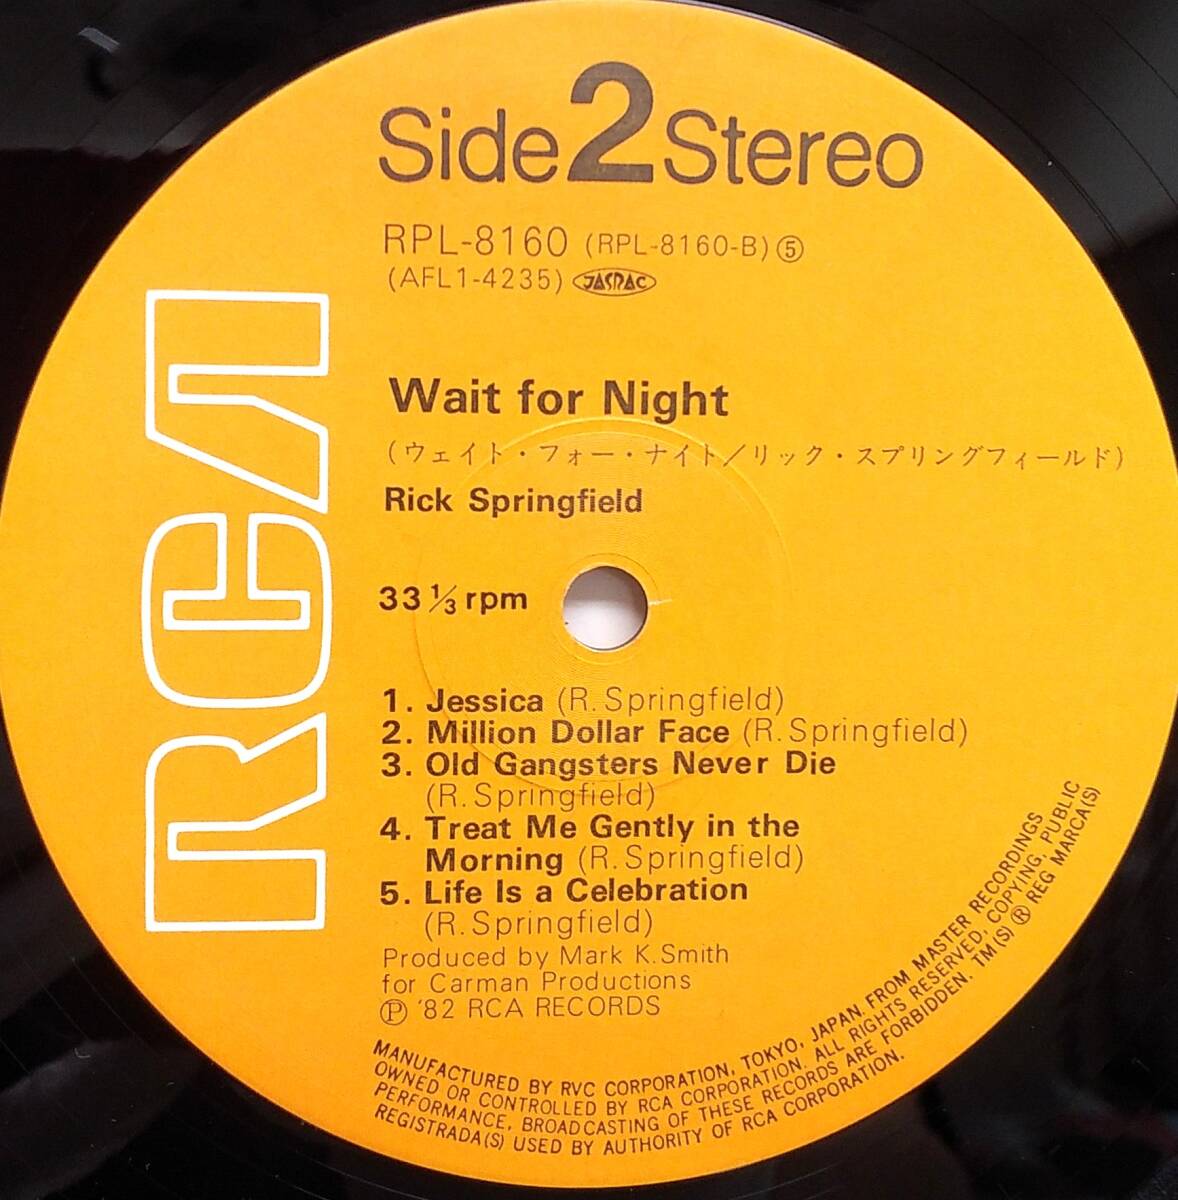 Side 2 Stereo
RPL-8160 (RPL-8160-B) ⑤
(AFL1-4235) JASRAC
RCA
Wait for Night
(ウェイト・フォー・ナイト/リック・スプリングフィールド)
Rick Springfield
33 1/3 rpm
1. Jessica (R. Springfield)
2. Million Dollar Face (R. Springfield)
3. Old Gangsters Never Die
(R. Springfield)
4. Treat Me Gently in the
Morning (R. Springfield)
5. Life Is a Celebration
(R. Springfield)
Produced by Mark K. Smith
for Carman Productions
Ⓟ '82 RCA RECORDS
MANUFACTURED BY RVC CORPORATION, TOKYO, JAPAN. FROM MASTER RECORDINGS
OWNED OR CONTROLLED BY RCA CORPORATION. ALL RIGHTS RESERVED, COPYING, PUBLIC
PERFORMANCE, BROADCASTING OF THESE RECORDS ARE FORBIDDEN. TM(S) ® REG MARCA(S)
REGISTRADA(S) USED BY AUTHORITY OF RCA CORPORATION.